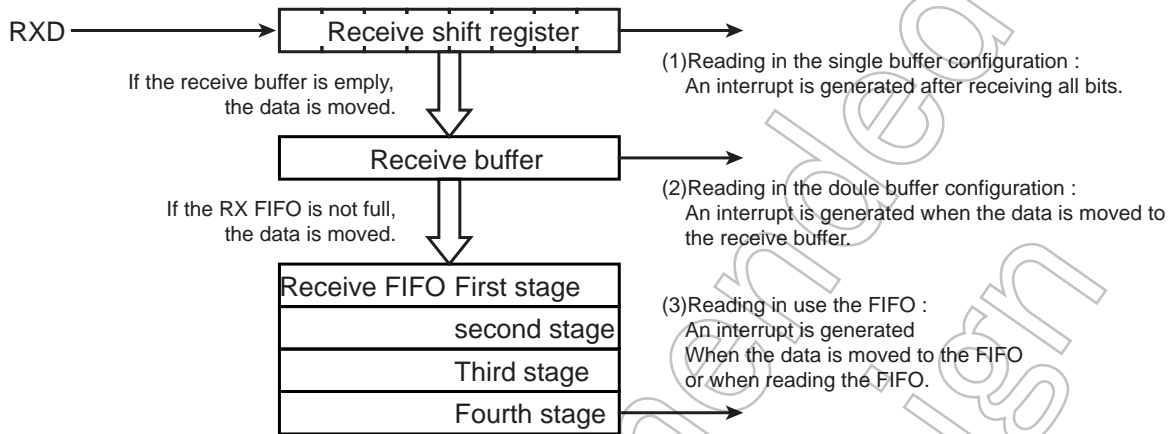 RXD
Receive shift register
If the receive buffer is emply,
the data is moved.
(1)Reading in the single buffer configuration :
An interrupt is generated after receiving all bits.
Receive buffer
If the RX FIFO is not full,
the data is moved.
(2)Reading in the doule buffer configuration :
An interrupt is generated when the data is moved to
the receive buffer.
Receive FIFO First stage
second stage
Third stage
Fourth stage
(3)Reading in use the FIFO :
An interrupt is generated
When the data is moved to the FIFO
or when reading the FIFO.